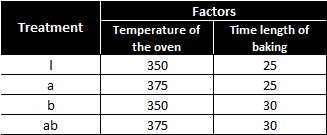 Treatment Factors
Temperature of the oven Time length of baking
I 350 25
a 375 25
b 350 30
ab 375 30